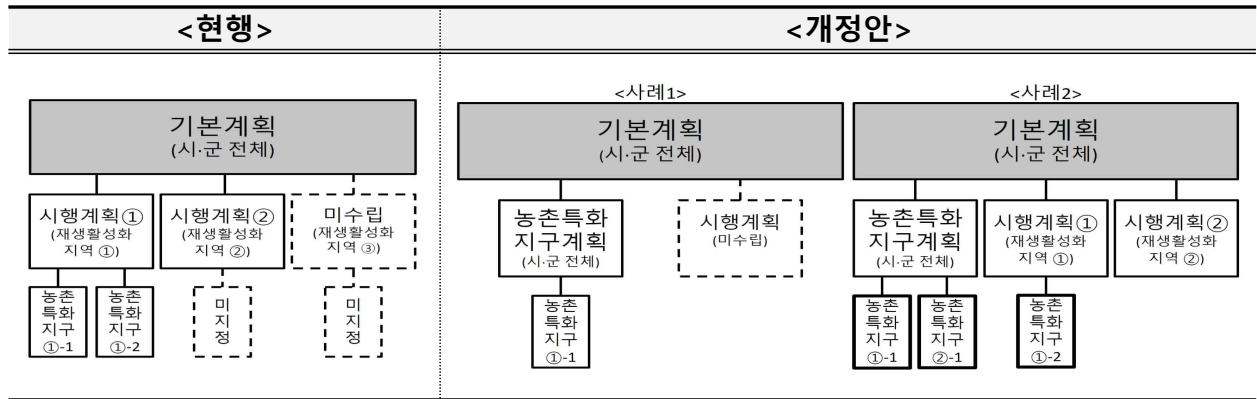 <현행>
<개정안>
기본계획
(시·군 전체)
시행계획①
(재생활성화
지역 ①)
시행계획②
(재생활성화
지역 ②)
미수립
(재생활성화
지역 ③)
농촌
특화
지구
①-1
농촌
특화
지구
①-2
미
지
정
미
지
정
<사례1>
기본계획
(시·군 전체)
농촌특화
지구계획
(시·군 전체)
시행계획
(미수립)
농촌
특화
지구
①-1
<사례2>
기본계획
(시·군 전체)
농촌특화
지구계획
(시·군 전체)
시행계획①
(재생활성화
지역 ①)
시행계획②
(재생활성화
지역 ②)
농촌
특화
지구
①-1
농촌
특화
지구
②-1
농촌
특화
지구
①-2